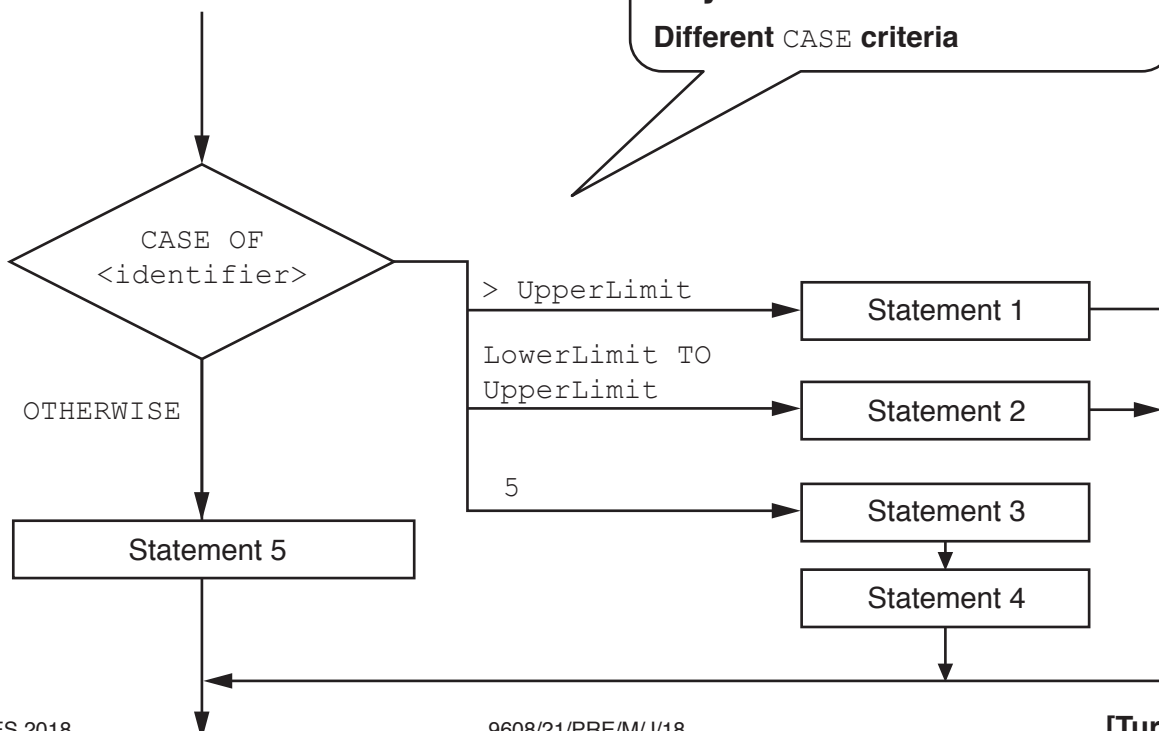 Different CASE criteria
CASE OF
<identifier>
> UpperLimit
Statement 1
LowerLimit TO
UpperLimit
Statement 2
OTHERWISE
5
Statement 3
Statement 5
Statement 4
2018
9608/21/PRE/M/J/18